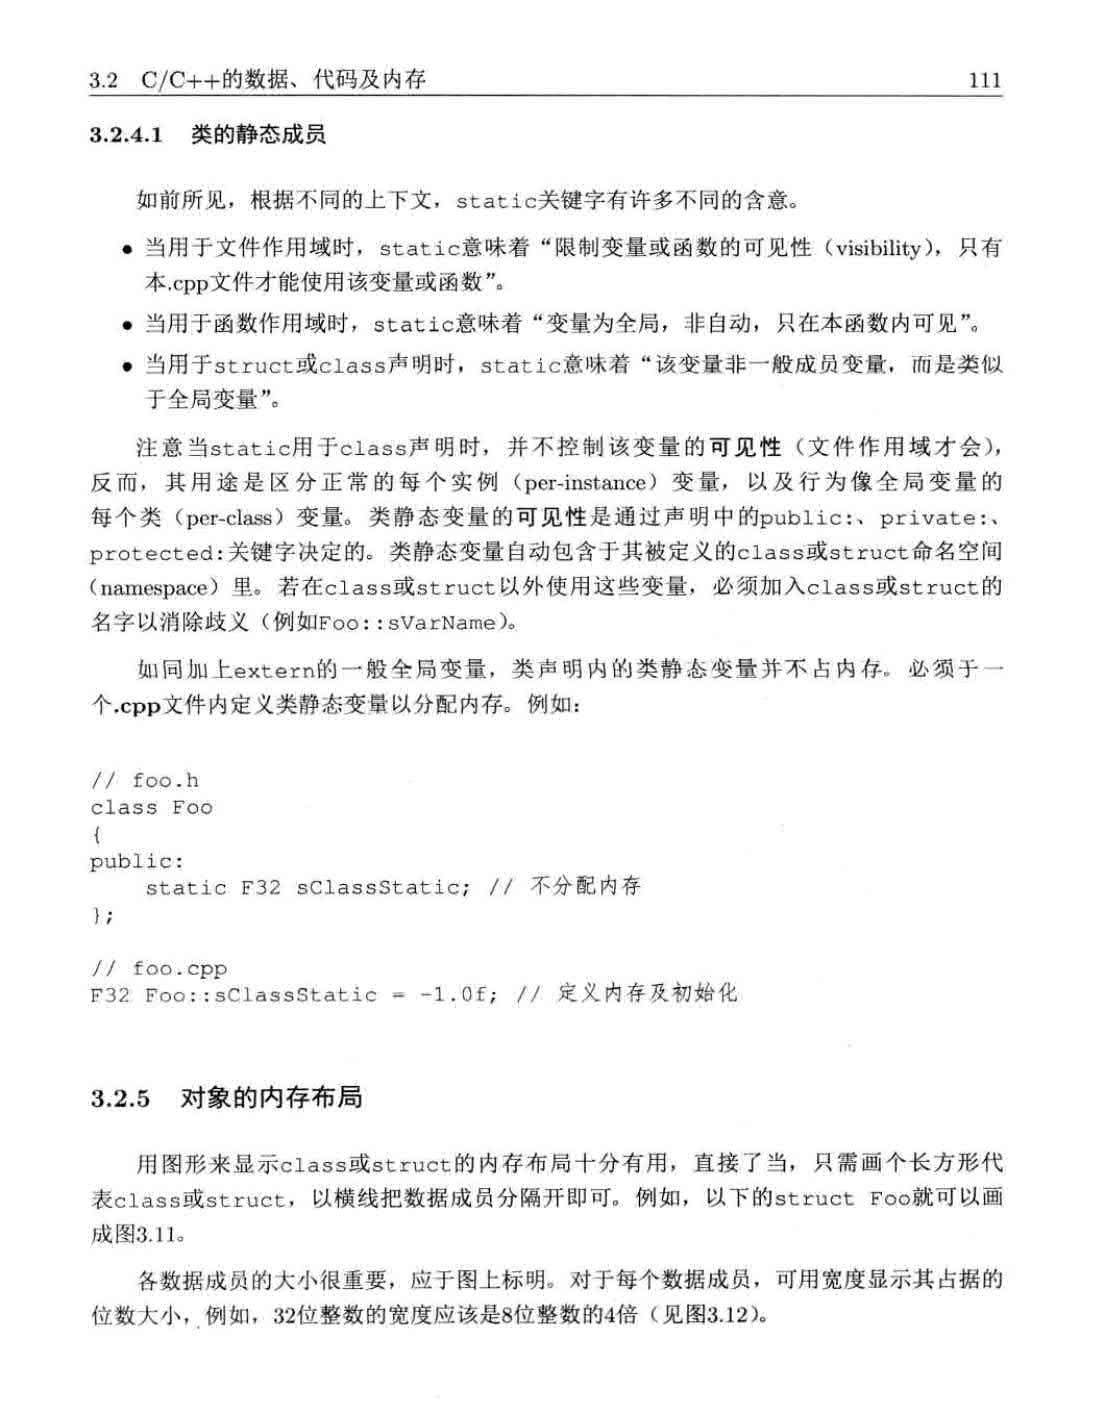 3.2 C/C++的数据、代码及内存 111
3.2.4.1 类的静态成员
如前所见，根据不同的上下文，static关键字有许多不同的含意。
● 当用于文件作用域时，static意味着“限制变量或函数的可见性（visibility），只有
本.cpp文件才能使用该变量或函数”。
● 当用于函数作用域时，static意味着“变量为全局，非自动，只在本函数内可见”。
● 当用于struct或class声明时，static意味着“该变量非一般成员变量，而是类似
于全局变量”。
注意当static用于class声明时，并不控制该变量的可见性（文件作用域才会），
反而，其用途是区分正常的每个实例（per-instance）变量，以及行为像全局变量的
每个类（per-class）变量。类静态变量的可见性是通过声明中的public:、private:、
protected:关键字决定的。类静态变量自动包含于其被定义的class或struct命名空间
（namespace）里。若在class或struct以外使用这些变量，必须加入class或struct的
名字以消除歧义（例如Foo::sVarName）。
如同加上extern的一般全局变量，类声明内的类静态变量并不占内存。必须于一
个.cpp文件内定义类静态变量以分配内存。例如：
// foo.h
class Foo
{
public:
    static F32 sClassStatic; // 不分配内存
};
// foo.cpp
F32 Foo::sClassStatic = -1.0f; // 定义内存及初始化
3.2.5 对象的内存布局
用图形来显示class或struct的内存布局十分有用，直接了当，只需画个长方形代
表class或struct，以横线把数据成员分隔开即可。例如，以下的struct Foo就可以画
成图3.11。
各数据成员的大小很重要，应于图上标明。对于每个数据成员，可用宽度显示其占据的
位数大小，例如，32位整数的宽度应该是8位整数的4倍（见图3.12）。